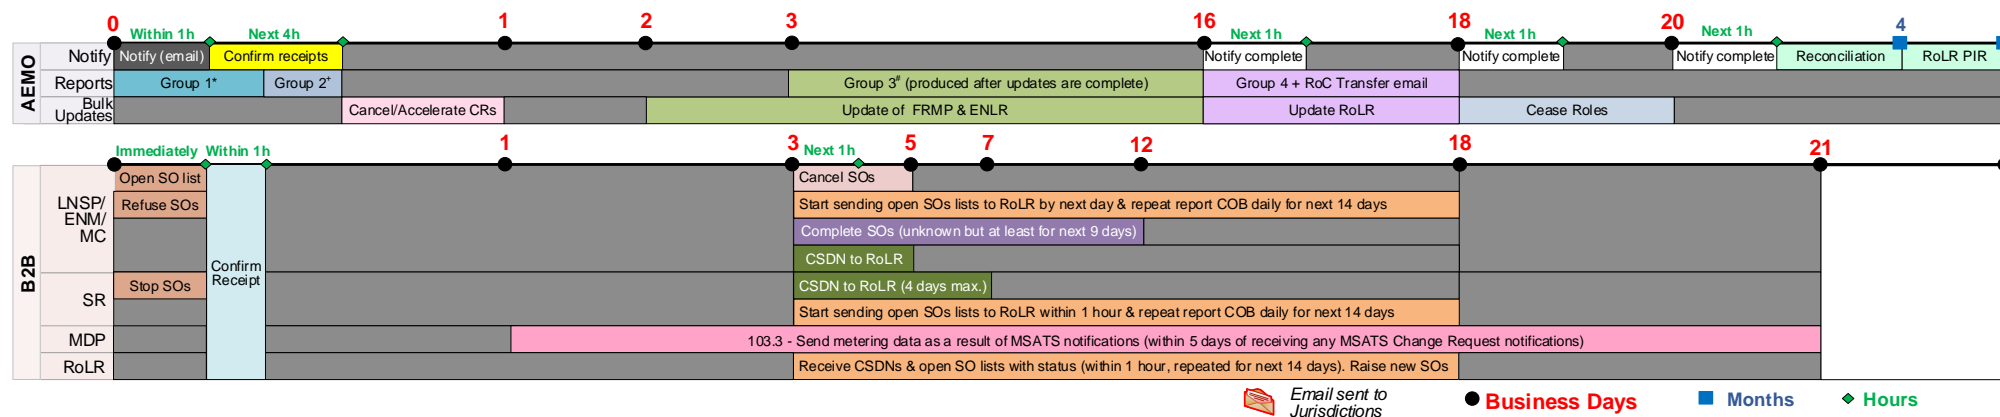 0 1 2 3 16 18 20 4
Within 1h Next 4h Next 1h Next 1h Next 1h
AEMO
Notify Notify (email) Confirm receipts Notify complete Notify complete Notify complete Reconciliation RoLR PIR
Reports Group 1* Group 2+ Group 3# (produced after updates are complete) Group 4 + RoC Transfer email
Bulk
Updates Cancel/Accelerate CRs Update of FRMP & ENLR Update RoLR Cease Roles
1 3 5 7 12 18 21
Immediately Within 1h Next 1h
B2B
LNSP/
ENM/
MC
Open SO list Cancel SOs
Refuse SOs Start sending open SOs lists to RoLR by next day & repeat report COB daily for next 14 days
Complete SOs (unknown but at least for next 9 days)
Confirm
Receipt
CSDN to RoLR
SR
Stop SOs CSDN to RoLR (4 days max.)
Start sending open SOs lists to RoLR within 1 hour & repeat report COB daily for next 14 days
MDP 103.3 - Send metering data as a result of MSATS notifications (within 5 days of receiving any MSATS Change Request notifications)
RoLR Receive CSDNs & open SO lists with status (within 1 hour, repeated for next 14 days). Raise new SOs
Email sent to
Jurisdictions
Business Days Months Hours